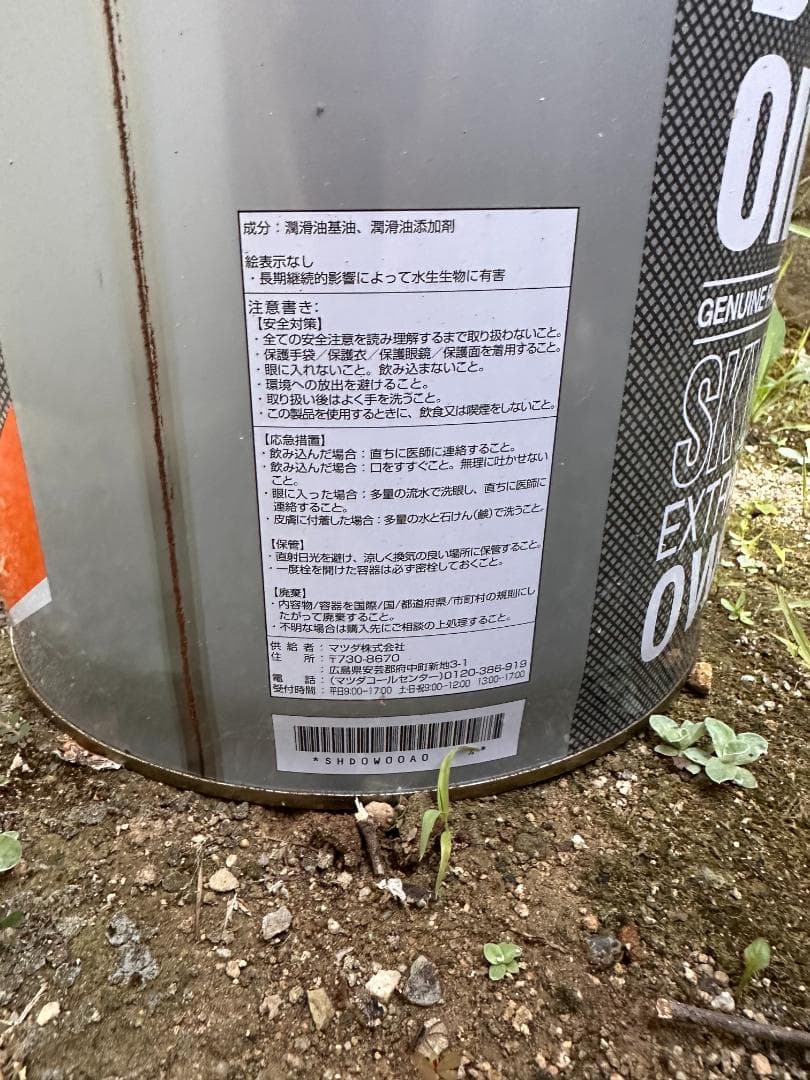 成分：潤滑油基油、潤滑油添加剤
絵表示なし
・長期継続的影響によって水生生物に有害
注意書き：
【安全対策】
・全ての安全注意を読み理解するまで取り扱わないこと。
・保護手袋／保護衣／保護眼鏡／保護面を着用すること。
・眼に入れないこと。飲み込まないこと。
・環境への放出を避けること。
・取り扱い後はよく手を洗うこと。
・この製品を使用するときに、飲食又は喫煙をしないこと。
【応急措置】
・飲み込んだ場合：直ちに医師に連絡すること。
・飲み込んだ場合：口をすすぐこと。無理に吐かせない
こと。
・眼に入った場合：多量の流水で洗眼し、直ちに医師に
連絡すること。
・皮膚に付着した場合：多量の水と石けん(鹸)で洗うこと。
【保管】
・直射日光を避け、涼しく換気の良い場所に保管すること。
・一度栓を開けた容器は必ず密栓しておくこと。
【廃棄】
・内容物/容器を国際/国/都道府県/市町村の規則にし
たがって廃棄すること。
・不明な場合は購入先にご相談の上処理すること。
供給者：マツダ株式会社
住所：〒730-8670
：広島県安芸郡府中町新地3-1
電話：(マツダコールセンター)0120-386-919
受付時間：平日9:00-17:00 土日祝9:00-12:00 13:00-17:00
*SHDOW00A0
GENUINE
EXT